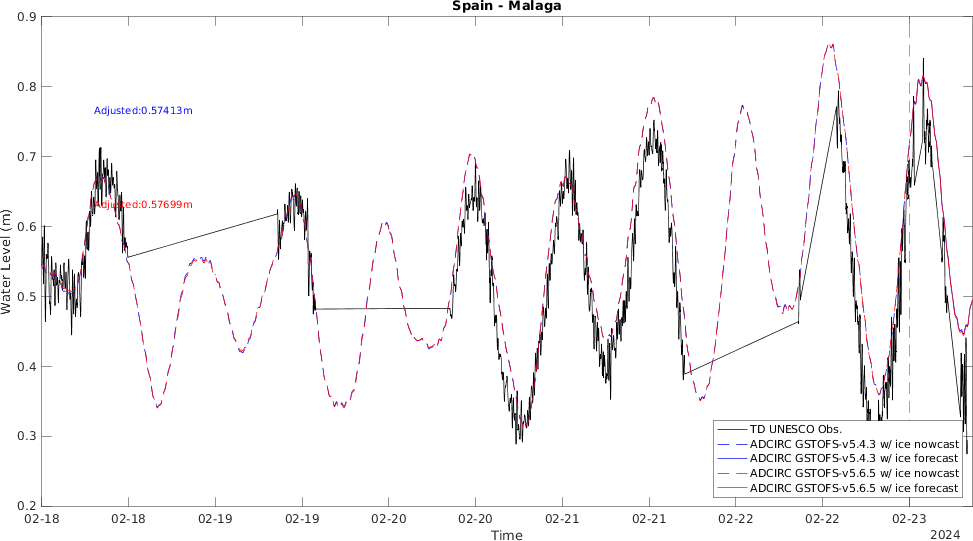 Spain - Malaga
0.9
0.8
0.7
0.6
0.5
0.4
0.3
0.2
Water Level (m)
Adjusted:0.57413m
Adjusted:0.57699m
TD UNESCO Obs.
ADCIRC GSTOFS-v5.4.3 w/ ice nowcast
ADCIRC GSTOFS-v5.4.3 w/ ice forecast
ADCIRC GSTOFS-v5.6.5 w/ ice nowcast
ADCIRC GSTOFS-v5.6.5 w/ ice forecast
02-18 02-18 02-19 02-19 02-20 02-20 02-21 02-21 02-22 02-22 02-23
Time
2024